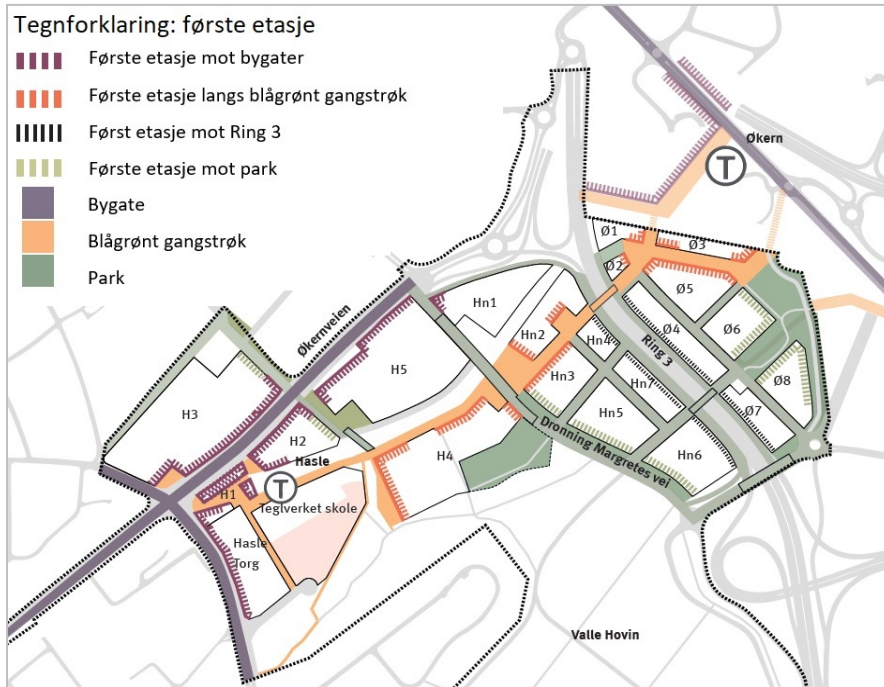 Tegnforklaring: første etasje
Første etasje mot bygater
Første etasje langs blågrønt gangstrøk
Først etasje mot Ring 3
Første etasje mot park
Bygate
Blågrønt gangstrøk
Park
Økern
T
Ø1
Ø3
Ø2
Ø5
Hn1
Økernveien
Hn2
Ø4
Ø6
Hn4
Ring 3
H5
Hn3
Hn7
Ø8
H3
Hn5
Ø7
H2
Dronning Margretes vei
Hn6
Hasle
H4
H1
T
Teglverket skole
Hasle
Torg
Valle Hovin